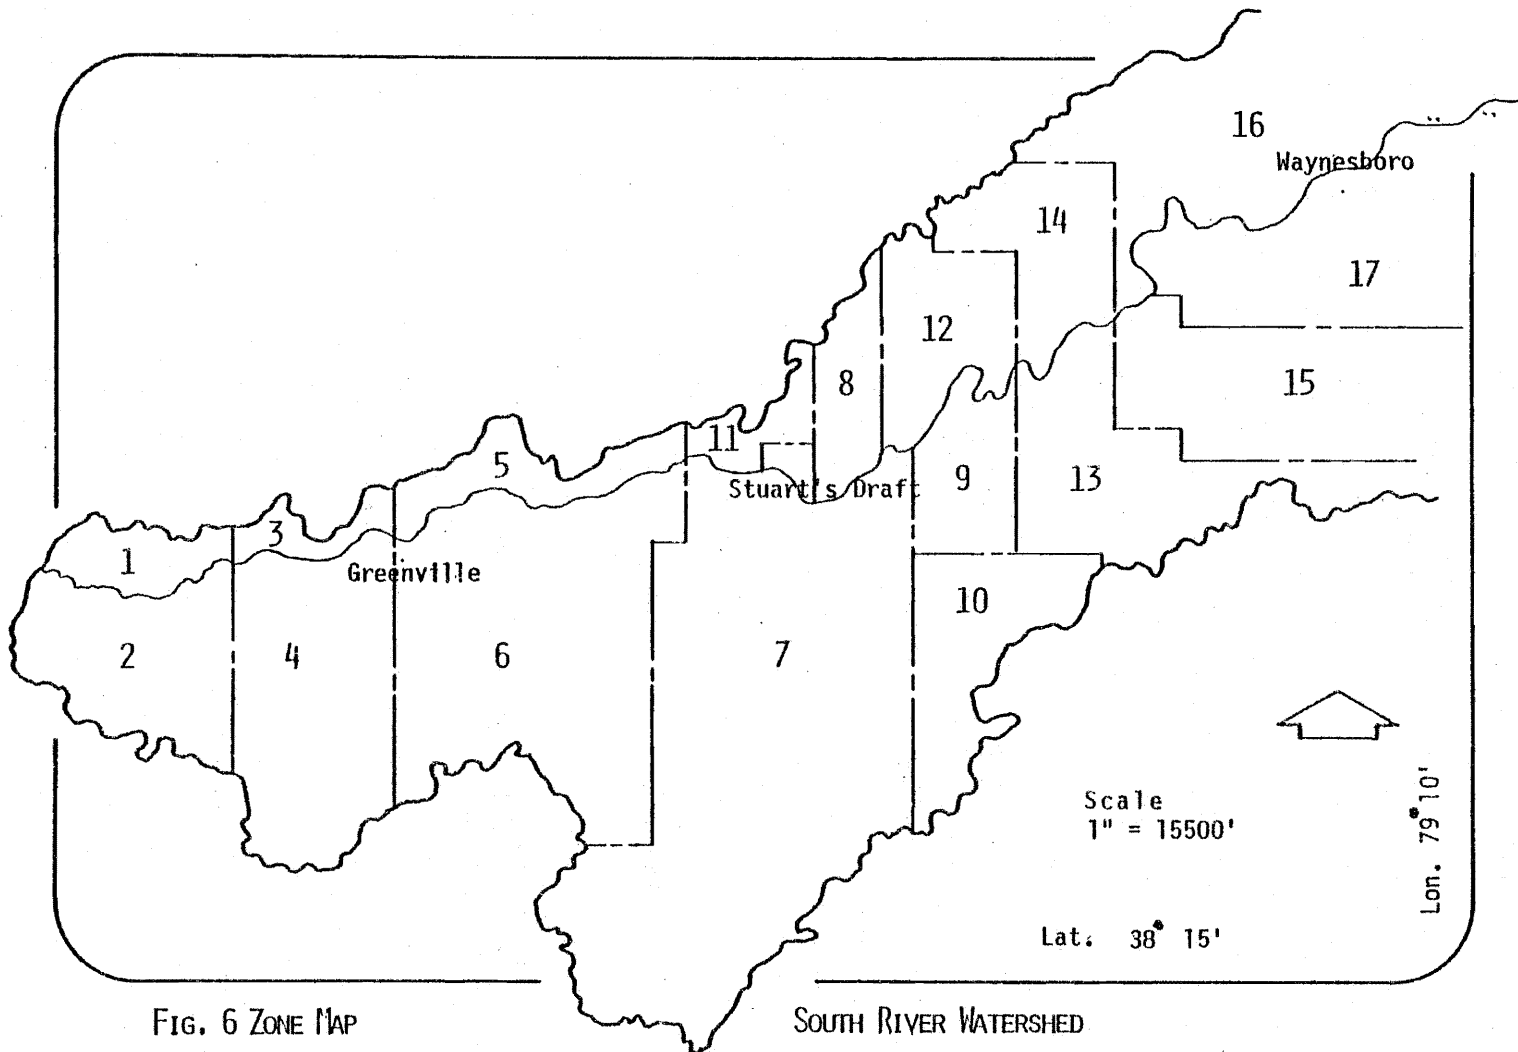 16
Waynesboro
14
17
12
15
8
11
5
9
13
Stuart's Draft
3
1
Greenville
10
2
4
6
7
Scale
1" = 15500'
Lon. 79° 10'
Lat. 38° 15'
FIG. 6 ZONE MAP
SOUTH RIVER WATERSHED